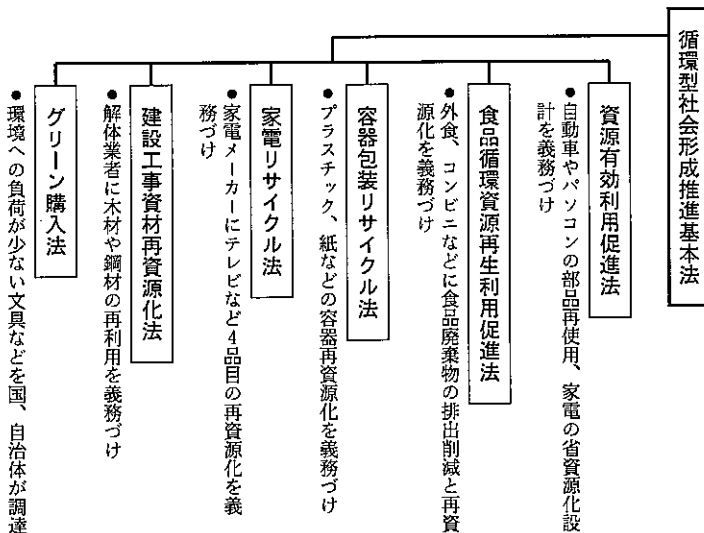 循環型社会形成推進基本法
資源有効利用促進法
●自動車やパソコンの部品再使用、家電の省資源化設
計を義務づけ
食品循環資源再生利用促進法
●外食、コンビニなどに食品廃棄物の排出削減と再資
源化を義務づけ
容器包装リサイクル法
●プラスチック、紙などの容器再資源化を義務づけ
家電リサイクル法
●家電メーカーにテレビなど4品目の再資源化を義
務づけ
建設工事資材再資源化法
●解体業者に木材や鋼材の再利用を義務づけ
グリーン購入法
●環境への負荷が少ない文具などを国、自治体が調達